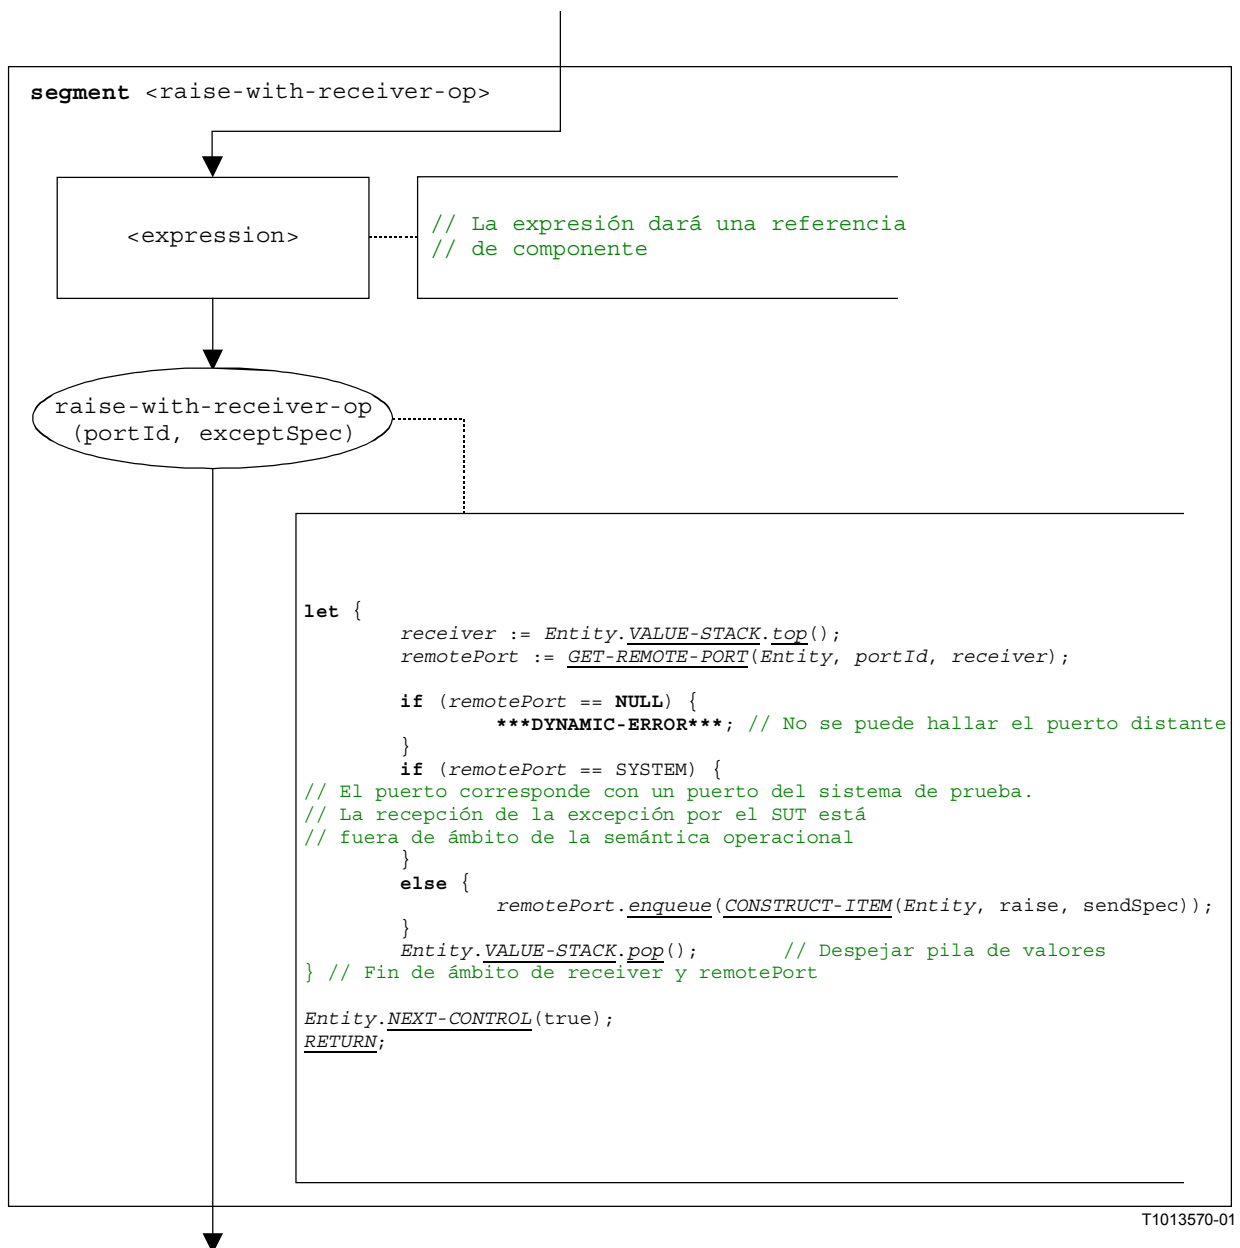 segment <raise-with-receiver-op>
<expression>
// La expresión dará una referencia
// de componente
raise-with-receiver-op
(portId, exceptSpec)
let {
receiver := Entity.VALUE-STACK.top();
remotePort := GET-REMOTE-PORT(Entity, portId, receiver);
if (remotePort == NULL) {
***DYNAMIC-ERROR***; // No se puede hallar el puerto distante
}
if (remotePort == SYSTEM) {
// El puerto corresponde con un puerto del sistema de prueba.
// La recepción de la excepción por el SUT está
// fuera de ámbito de la semántica operacional
}
else {
remotePort.enqueue(CONSTRUCT-ITEM(Entity, raise, sendSpec));
}
Entity.VALUE-STACK.pop(); // Despejar pila de valores
} // Fin de ámbito de receiver y remotePort
Entity.NEXT-CONTROL(true);
RETURN;
T1013570-01